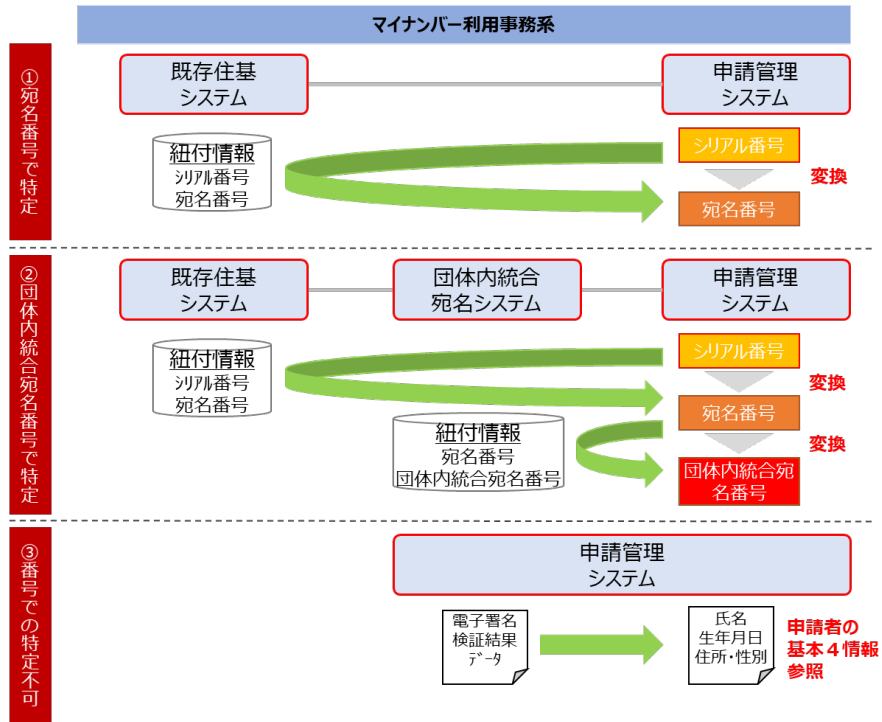 マイナンバー利用事務系
①宛名番号で特定
既存住基
システム
申請管理
システム
紐付情報
ｼﾘｱﾙ番号
宛名番号
シリアル番号
変換
宛名番号
②団体内統合宛名番号で特定
既存住基
システム
団体内統合
宛名システム
申請管理
システム
紐付情報
ｼﾘｱﾙ番号
宛名番号
シリアル番号
変換
宛名番号
紐付情報
宛名番号
団体内統合宛名番号
変換
団体内統合宛
名番号
③番号での特定不可
申請管理
システム
電子署名
検証結果
ﾃﾞｰﾀ
氏名
生年月日
住所・性別
申請者の
基本４情報
参照